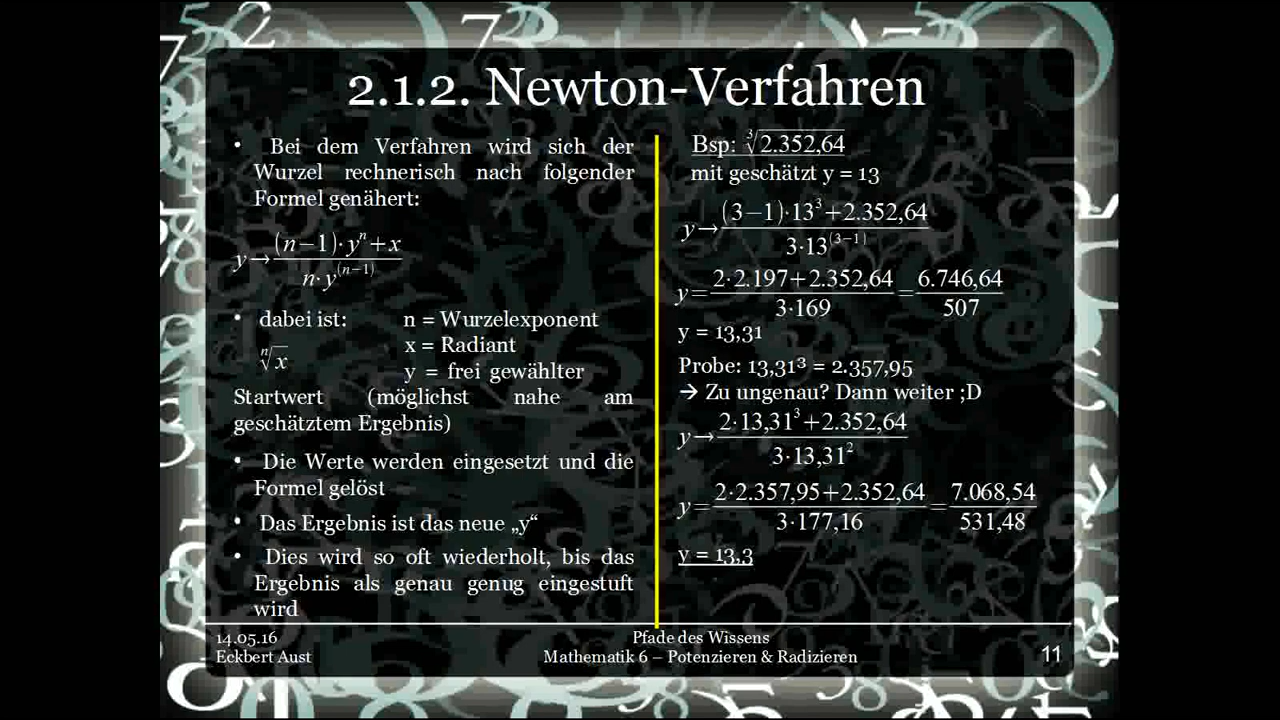 2.1.2. Newton-Verfahren
• Bei dem Verfahren wird sich der
Wurzel rechnerisch nach folgender
Formel genähert:
y→((n−1)·yⁿ+x)/(n·y^(n−1))
• dabei ist: n = Wurzelexponent
ⁿ√x x = Radiant
y = frei gewählter
Startwert (möglichst nahe am
geschätztem Ergebnis)
• Die Werte werden eingesetzt und die
Formel gelöst
• Das Ergebnis ist das neue „y“
• Dies wird so oft wiederholt, bis das
Ergebnis als genau genug eingestuft
wird
Bsp: ³√2.352,64
mit geschätzt y = 13
y→((3−1)·13³+2.352,64)/(3·13^(3−1))
y=(2·2.197+2.352,64)/(3·169)=6.746,64/507
y = 13,31
Probe: 13,31³ = 2.357,95
→ Zu ungenau? Dann weiter ;D
y→(2·13,31³+2.352,64)/(3·13,31²)
y=(2·2.357,95+2.352,64)/(3·177,16)=7.068,54/531,48
y = 13,3
14.05.16
Eckbert Aust
Pfade des Wissens
Mathematik 6 – Potenzieren & Radizieren
11